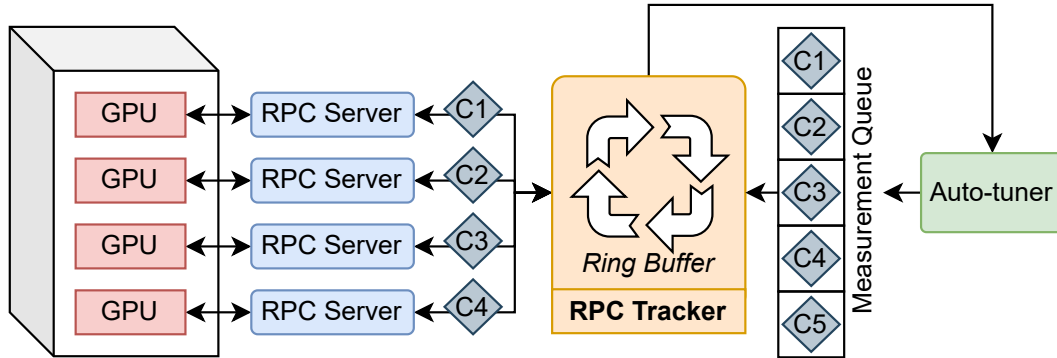 GPU
RPC Server
C1
GPU
RPC Server
C2
GPU
RPC Server
C3
GPU
RPC Server
C4
Ring Buffer
RPC Tracker
C1
C2
C3
C4
C5
Measurement Queue
Auto-tuner